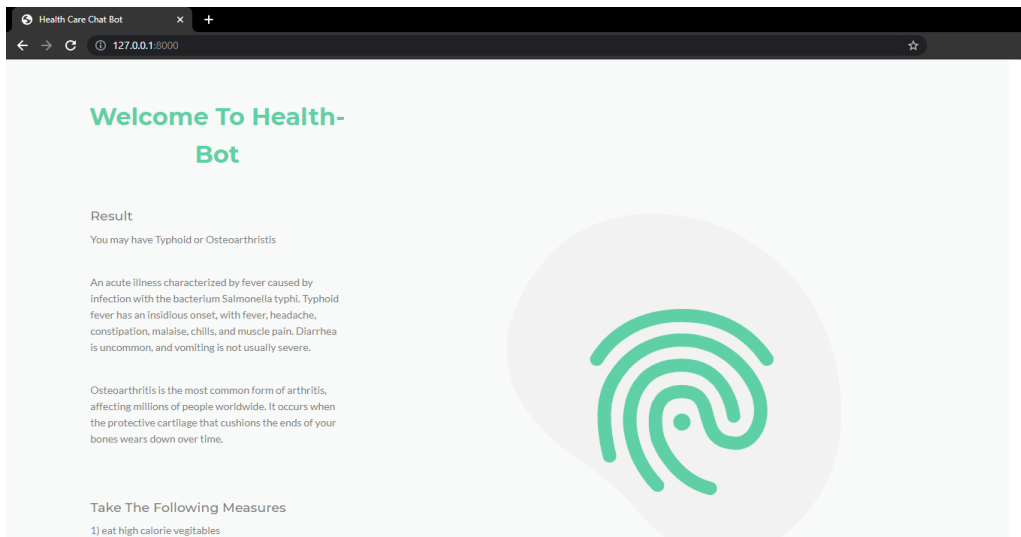 Health Care Chat Bot
127.0.0.1:8000
Welcome To Health-
Bot
Result
You may have Typhoid or Osteoarthristis
An acute illness characterized by fever caused by
infection with the bacterium Salmonella typhi. Typhoid
fever has an insidious onset, with fever, headache,
constipation, malaise, chills, and muscle pain. Diarrhea
is uncommon, and vomiting is not usually severe.
Osteoarthritis is the most common form of arthritis,
affecting millions of people worldwide. It occurs when
the protective cartilage that cushions the ends of your
bones wears down over time.
Take The Following Measures
1) eat high calorie vegitables